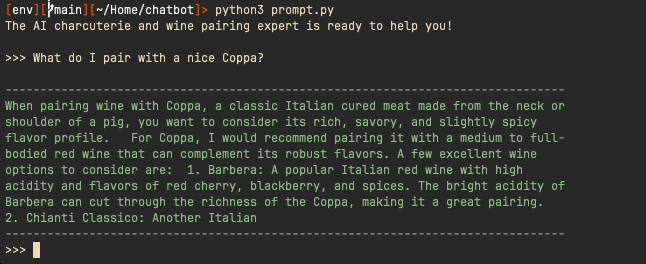 [env][main][~/Home/chatbot]> python3 prompt.py
The AI charcuterie and wine pairing expert is ready to help you!
>>> What do I pair with a nice Coppa?
--------------------------------------------------------------------------------
When pairing wine with Coppa, a classic Italian cured meat made from the neck or
shoulder of a pig, you want to consider its rich, savory, and slightly spicy
flavor profile.   For Coppa, I would recommend pairing it with a medium to full-
bodied red wine that can complement its robust flavors. A few excellent wine
options to consider are:  1. Barbera: A popular Italian red wine with high
acidity and flavors of red cherry, blackberry, and spices. The bright acidity of
Barbera can cut through the richness of the Coppa, making it a great pairing.
2. Chianti Classico: Another Italian
--------------------------------------------------------------------------------
>>>